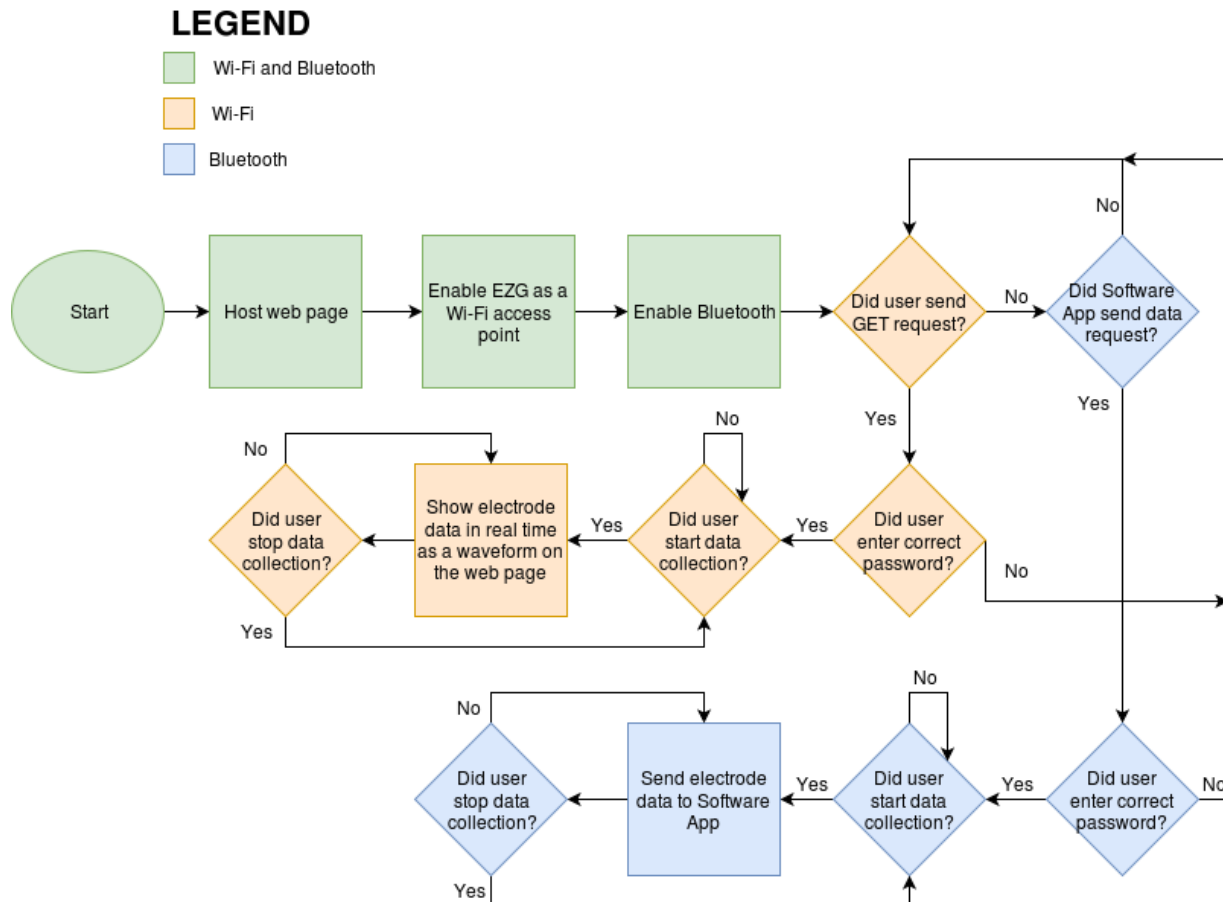 LEGEND
Wi-Fi and Bluetooth
Wi-Fi
Bluetooth
No
Start
Host web page
Enable EZG as a
Wi-Fi access
point
Enable Bluetooth
Did user send
GET request?
No
Did Software
App send data
request?
Yes
Yes
No
No
Did user
stop data
collection?
Show electrode
data in real time
as a waveform on
the web page
Yes
Did user
start data
collection?
Yes
Did user
enter correct
password?
No
Yes
No
No
Did user
stop data
collection?
Send electrode
data to Software
App
Yes
Did user
start data
collection?
Yes
Did user
enter correct
password?
No
Yes